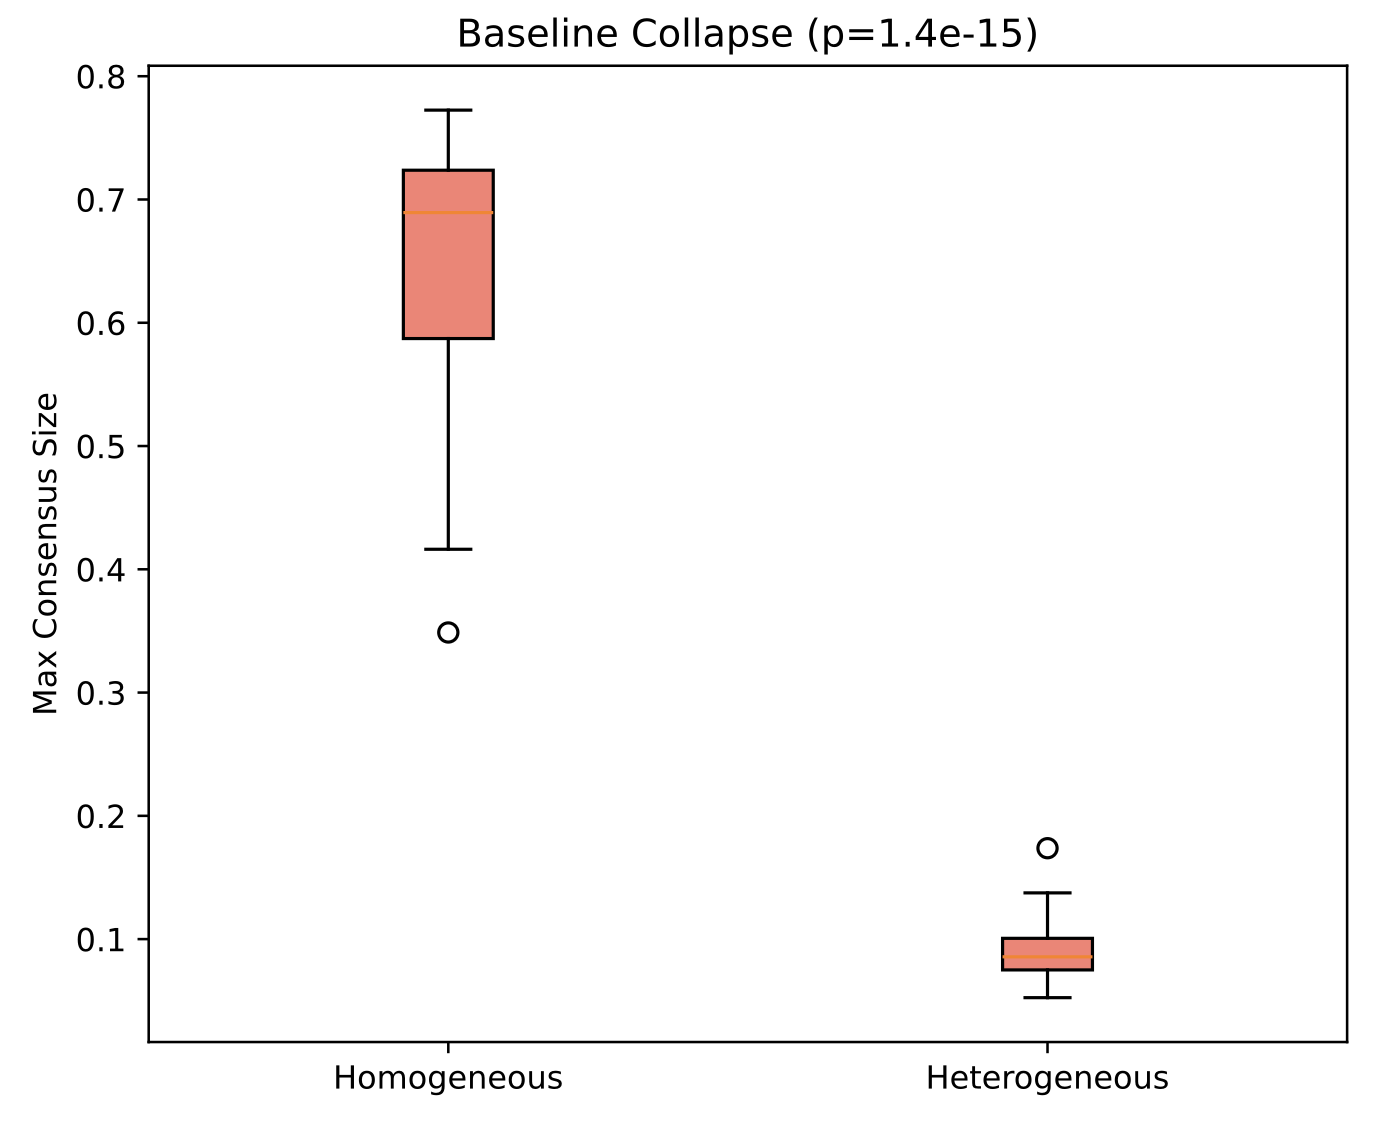 Baseline Collapse (p=1.4e-15)
0.8
0.7
0.6
0.5
0.4
0.3
0.2
0.1
Max Consensus Size
Homogeneous
Heterogeneous